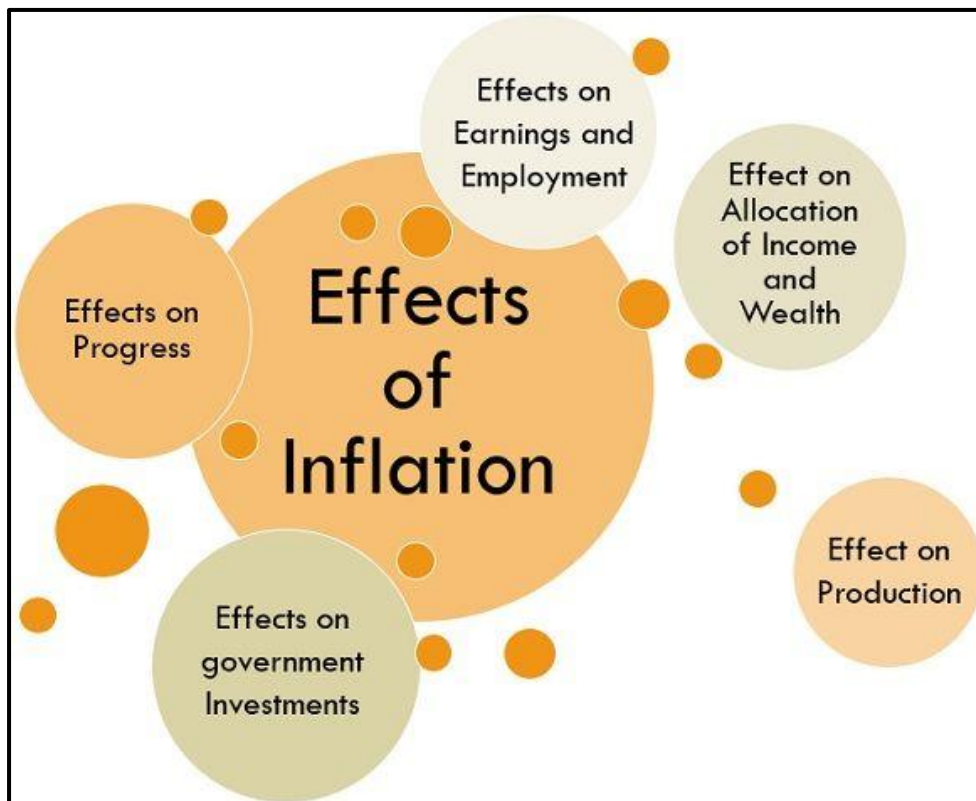 Effects
of
Inflation
Effects on
Earnings and
Employment
Effect on
Allocation
of Income
and
Wealth
Effect on
Production
Effects on
government
Investments
Effects on
Progress